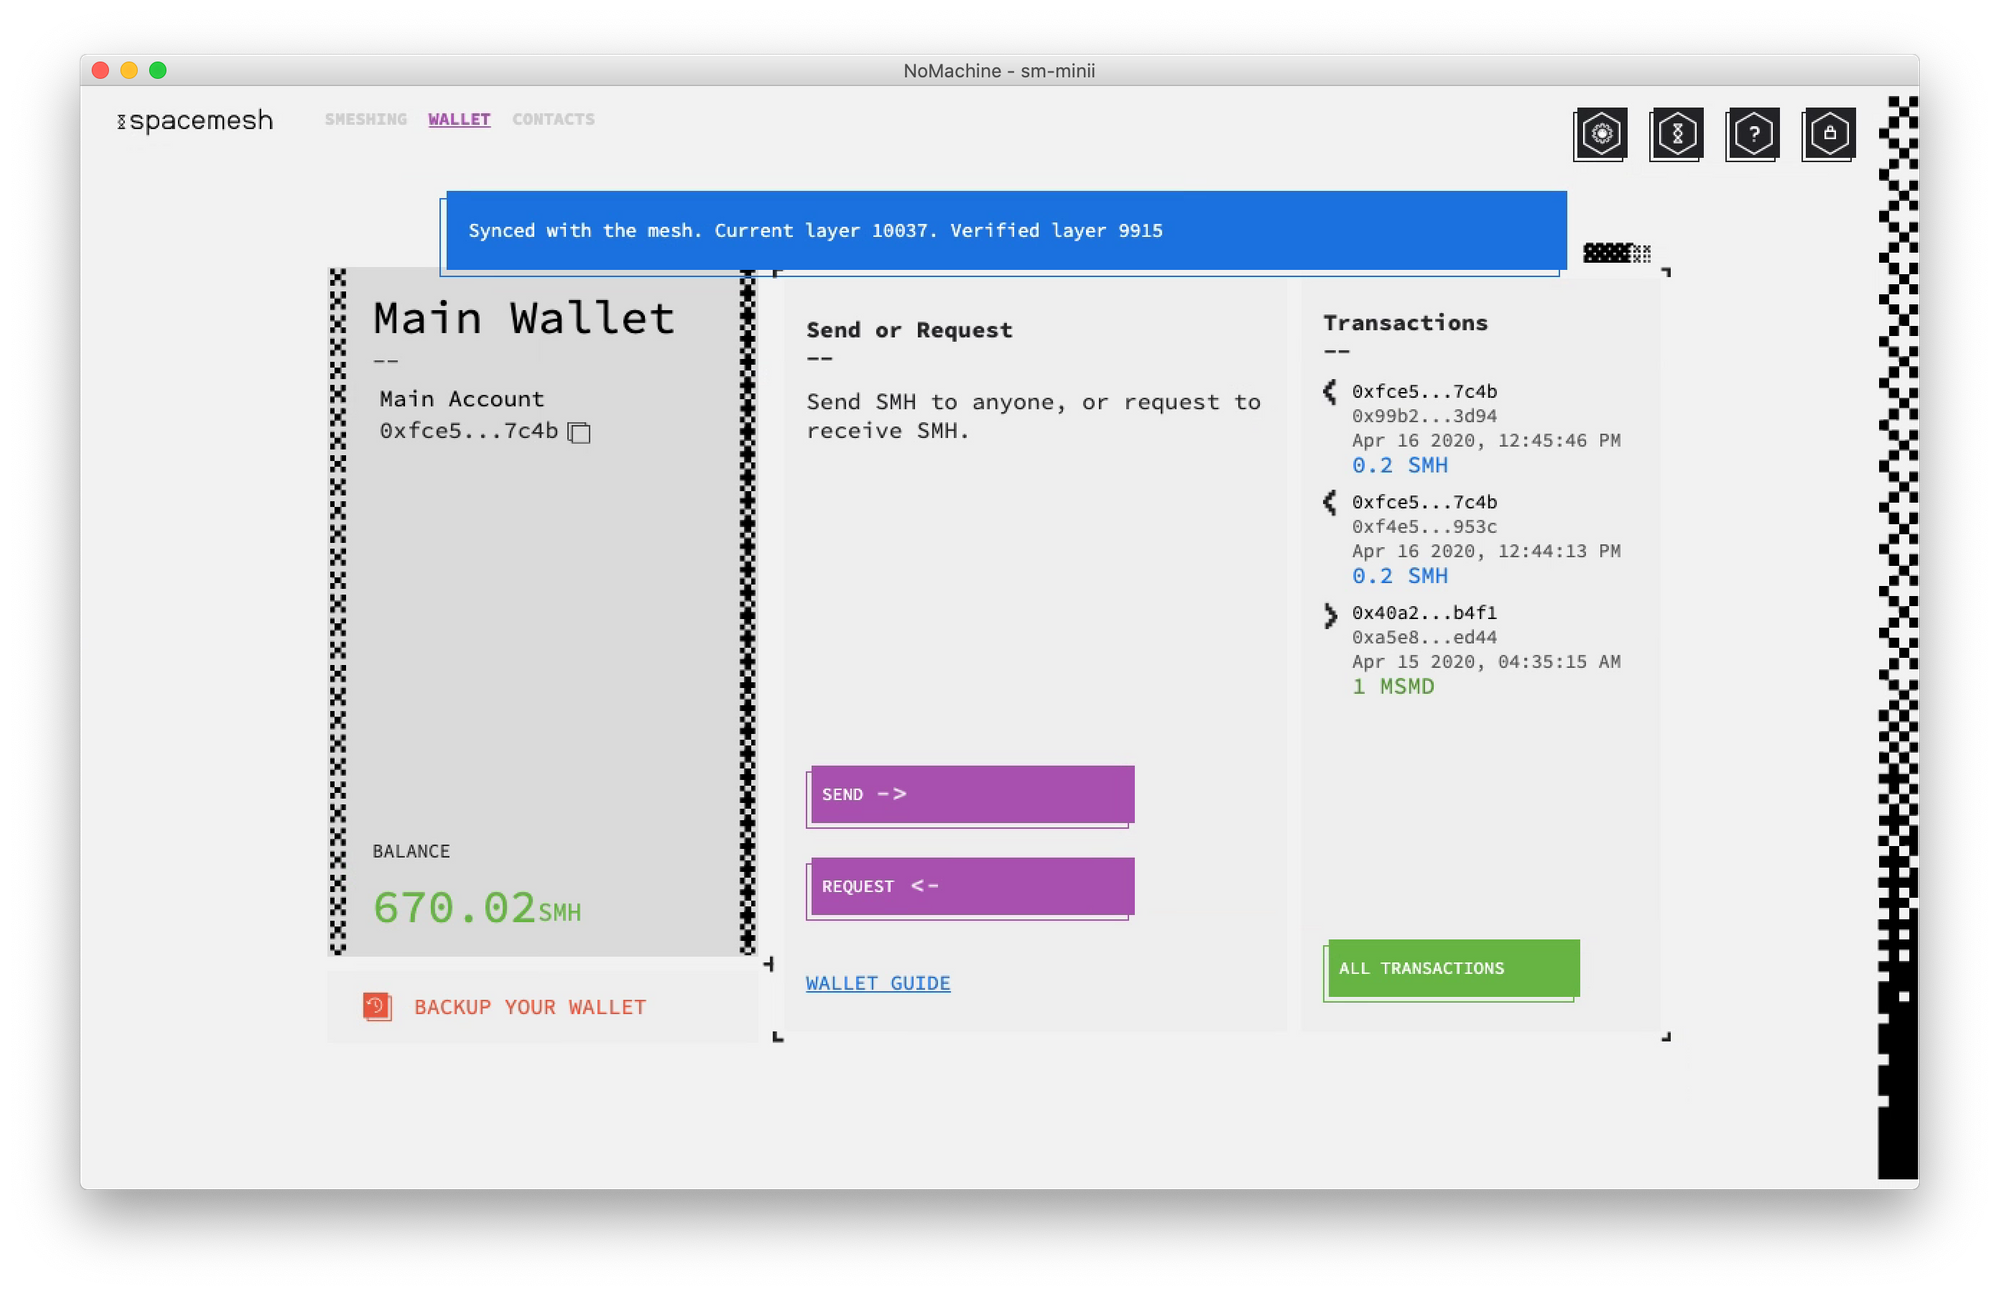 NoMachine - sm-minii
spacemesh
SMESHING WALLET CONTACTS
?
Synced with the mesh. Current layer 10037. Verified layer 9915
Main Wallet
--
Main Account
0xfce5...7c4b
BALANCE
670.02SMH
BACKUP YOUR WALLET
Send or Request
--
Send SMH to anyone, or request to
receive SMH.
SEND ->
REQUEST <-
WALLET GUIDE
Transactions
--
0xfce5...7c4b
0x99b2...3d94
Apr 16 2020, 12:45:46 PM
0.2 SMH
0xfce5...7c4b
0xf4e5...953c
Apr 16 2020, 12:44:13 PM
0.2 SMH
0x40a2...b4f1
0xa5e8...ed44
Apr 15 2020, 04:35:15 AM
1 MSMD
ALL TRANSACTIONS